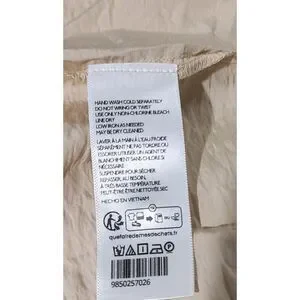 HAND WASH COLD SEPARATELY
DO NOT WRING OR TWIST
USE ONLY NON-CHLORINE BLEACH
LINE DRY
LOW IRON AS NEEDED
MAY BE DRY CLEANED
LAVER À LA MAIN À L'EAU FROIDE
SÉPARÉMENT NE PAS TORDRE OU
ESSORER UTILISER, UN AGENT DE
BLANCHIMENT SANS CHLORE SI
NÉCESSAIRE
SUSPENDRE POUR SÉCHER
REPASSER, AU BESOIN,
À TRÈS BASSE TEMPÉRATURE
PEUT-ÊTRE ÊTRE NETTOYÉ SEC
HECHO EN VIETNAM
quefairedemesdechets.fr
9850257026